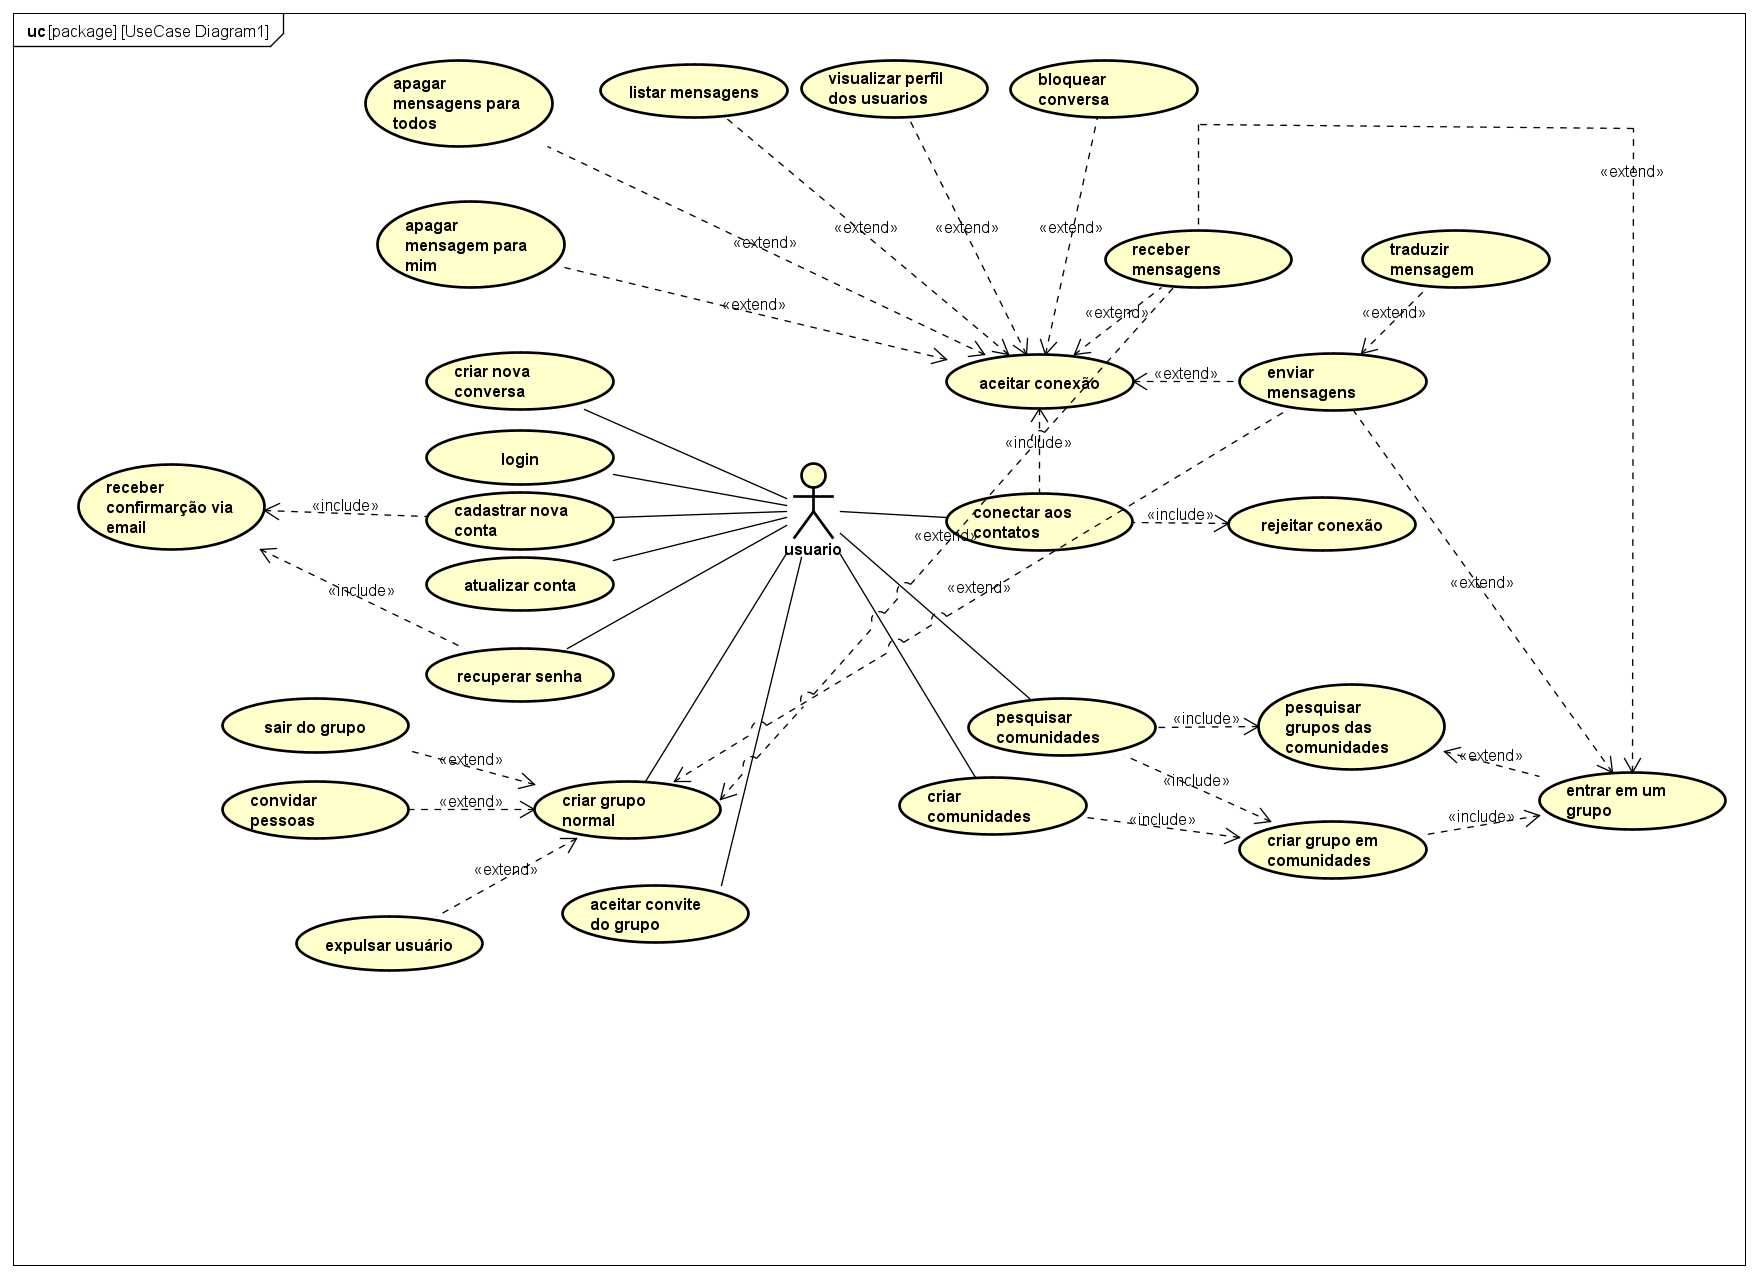 uc [package] [UseCase Diagram1]
apagar
mensagens para
todos
listar mensagens
visualizar perfil
dos usuarios
bloquear
conversa
«extend»
apagar
mensagem para
mim
«extend»
«extend»
«extend»
«extend»
receber
mensagens
traduzir
mensagem
«extend»
«extend»
«extend»
«extend»
criar nova
conversa
aceitar conexão
«extend»
enviar
mensagens
login
«include»
receber
confirmarção via
email
«include»
cadastrar nova
conta
usuario
conectar aos
contatos
«include»
rejeitar conexão
«extend»
atualizar conta
«include»
«extend»
«extend»
recuperar senha
sair do grupo
«extend»
pesquisar
comunidades
«include»
pesquisar
grupos das
comunidades
«extend»
convidar
pessoas
«extend»
criar grupo
normal
criar
comunidades
«include»
«include»
entrar em um
grupo
«include»
criar grupo em
comunidades
«extend»
aceitar convite
do grupo
expulsar usuário